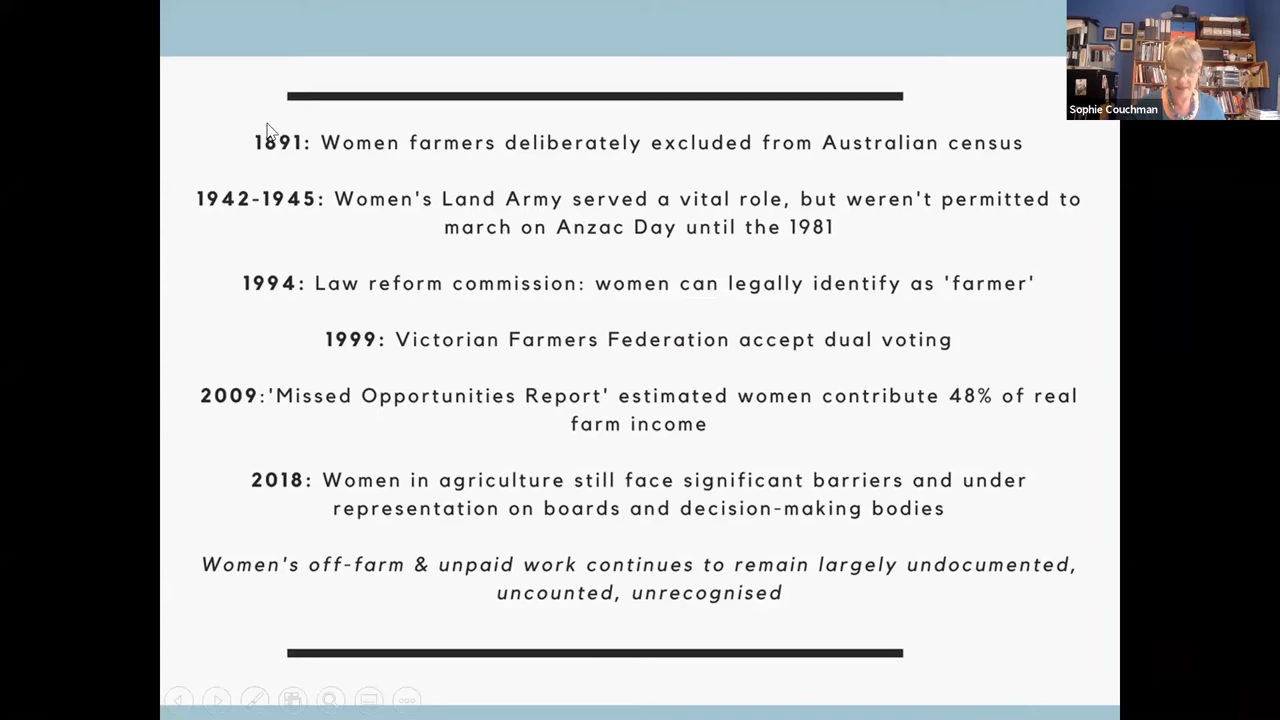 Sophie Couchman
1891: Women farmers deliberately excluded from Australian census
1942-1945: Women's Land Army served a vital role, but weren't permitted to
march on Anzac Day until the 1981
1994: Law reform commission: women can legally identify as 'farmer'
1999: Victorian Farmers Federation accept dual voting
2009:'Missed Opportunities Report' estimated women contribute 48% of real
farm income
2018: Women in agriculture still face significant barriers and under
representation on boards and decision-making bodies
Women's off-farm & unpaid work continues to remain largely undocumented,
uncounted, unrecognised